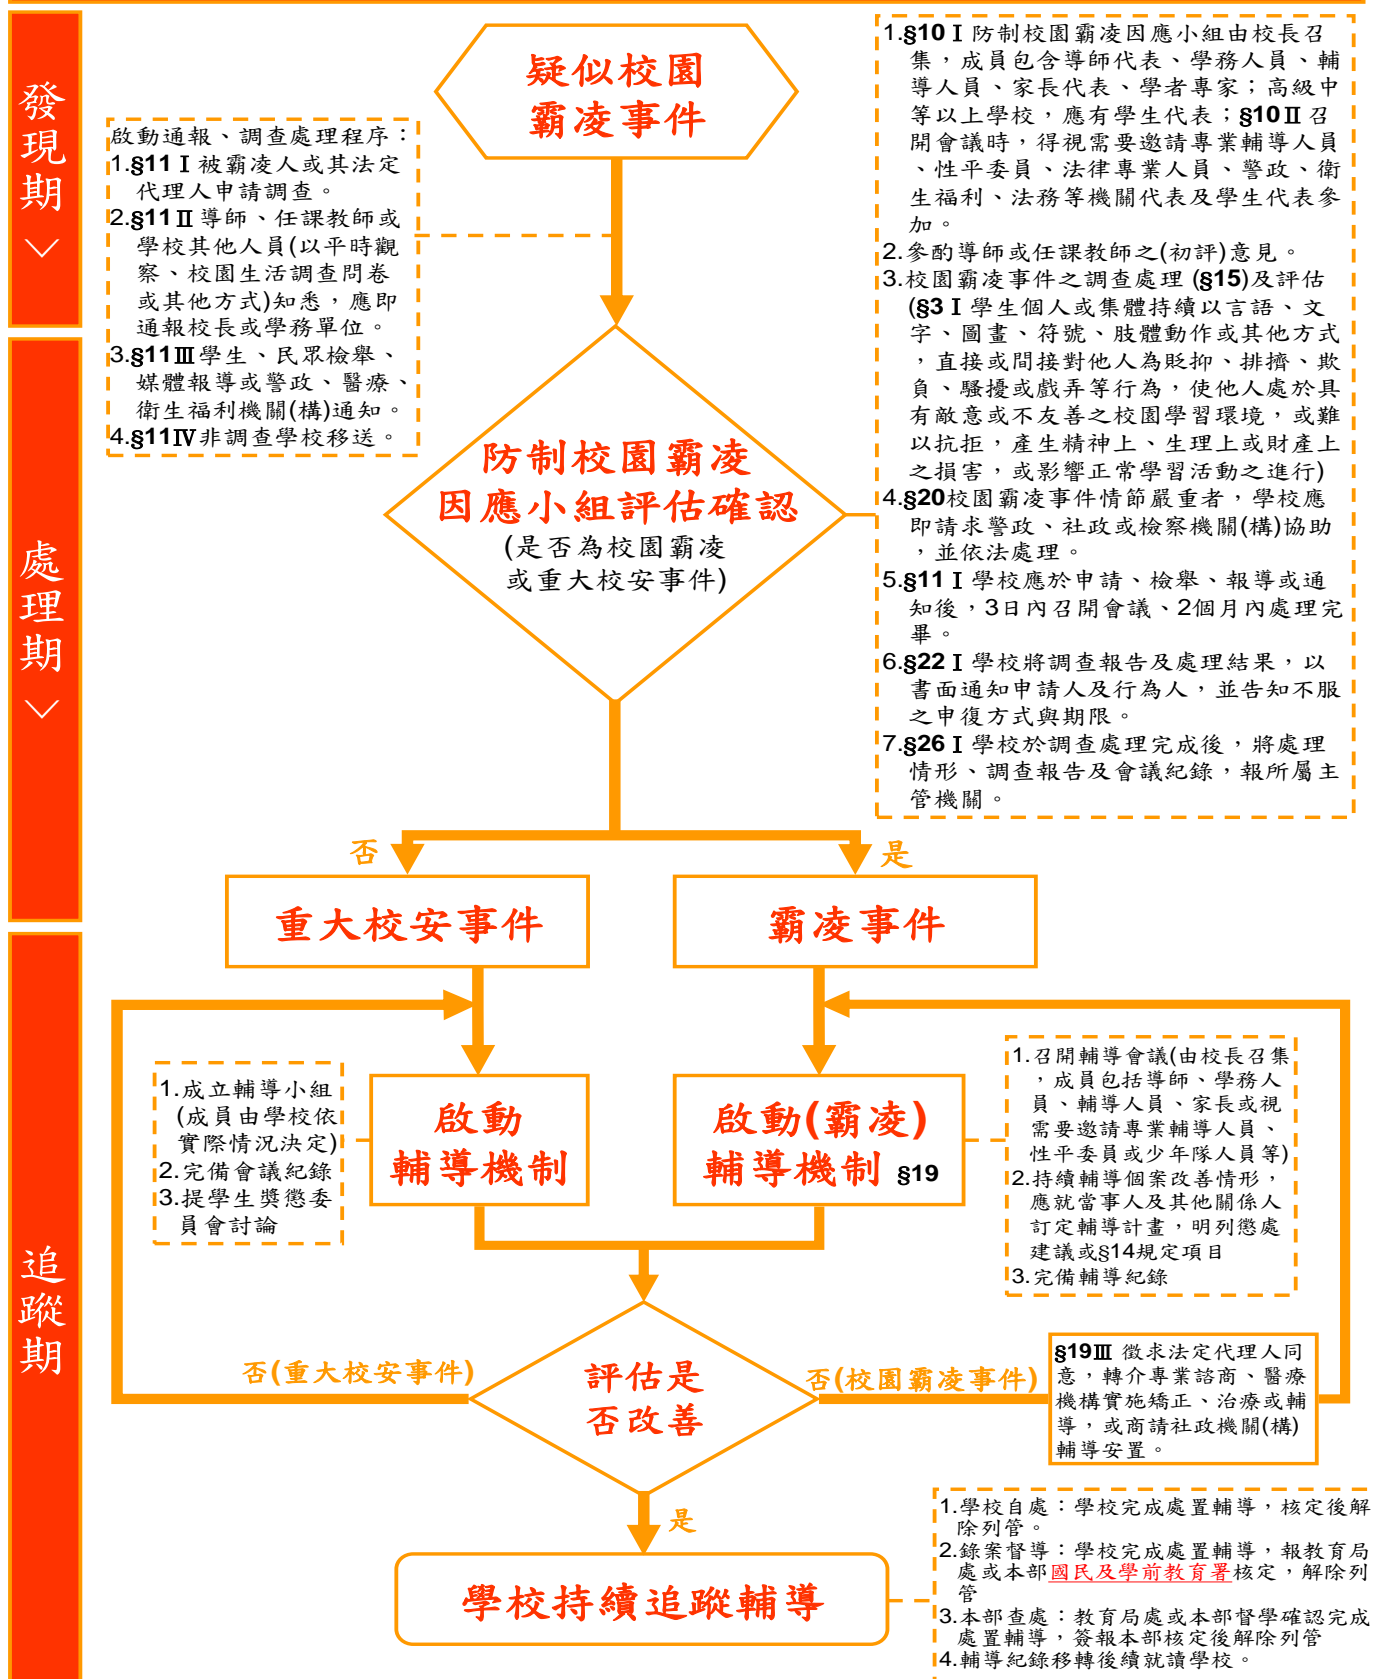 發現期
疑似校園
霸凌事件
啟動通報、調查處理程序：
1.§11Ⅰ被霸凌人或其法定
代理人申請調查。
2.§11Ⅱ導師、任課教師或
學校其他人員(以平時觀
察、校園生活調查問卷
或其他方式)知悉，應即
通報校長或學務單位。
3.§11Ⅲ學生、民眾檢舉、
媒體報導或警政、醫療、
衛生福利機關(構)通知。
4.§11Ⅳ非調查學校移送。
1.§10Ⅰ防制校園霸凌因應小組由校長召
集，成員包含導師代表、學務人員、輔
導人員、家長代表、學者專家；高級中
等以上學校，應有學生代表；§10Ⅱ召
開會議時，得視需要邀請專業輔導人員
、性平委員、法律專業人員、警政、衛
生福利、法務等機關代表及學生代表參
加。
2.參酌導師或任課教師之(初評)意見。
3.校園霸凌事件之調查處理 (§15)及評估
(§3Ⅰ學生個人或集體持續以言語、文
字、圖畫、符號、肢體動作或其他方式
，直接或間接對他人為貶抑、排擠、欺
負、騷擾或戲弄等行為，使他人處於具
有敵意或不友善之校園學習環境，或難
以抗拒，產生精神上、生理上或財產上
之損害，或影響正常學習活動之進行)
4.§20校園霸凌事件情節嚴重者，學校應
即請求警政、社政或檢察機關(構)協助
，並依法處理。
5.§11Ⅰ學校應於申請、檢舉、報導或通
知後，3日內召開會議、2個月內處理完
畢。
6.§22Ⅰ學校將調查報告及處理結果，以
書面通知申請人及行為人，並告知不服
之申復方式與期限。
7.§26Ⅰ學校於調查處理完成後，將處理
情形、調查報告及會議紀錄，報所屬主
管機關。
處理期
防制校園霸凌
因應小組評估確認
(是否為校園霸凌
或重大校安事件)
否
是
重大校安事件
霸凌事件
追蹤期
1.成立輔導小組
(成員由學校依
實際情況決定)
2.完備會議紀錄
3.提學生獎懲委
員會討論
啟動
輔導機制
啟動(霸凌)
輔導機制 §19
1.召開輔導會議(由校長召集
，成員包括導師、學務人
員、輔導人員、家長或視
需要邀請專業輔導人員、
性平委員或少年隊人員等)
2.持續輔導個案改善情形，
應就當事人及其他關係人
訂定輔導計畫，明列懲處
建議或§14規定項目
3.完備輔導紀錄
否(重大校安事件)
評估是
否改善
否(校園霸凌事件)
§19Ⅲ 徵求法定代理人同
意，轉介專業諮商、醫療
機構實施矯正、治療或輔
導，或商請社政機關(構)
輔導安置。
是
學校持續追蹤輔導
1.學校自處：學校完成處置輔導，核定後解
除列管。
2.錄案督導：學校完成處置輔導，報教育局
處或本部國民及學前教育署核定，解除列
管
3.本部查處：教育局處或本部督學確認完成
處置輔導，簽報本部核定後解除列管
4.輔導紀錄移轉後續就讀學校。